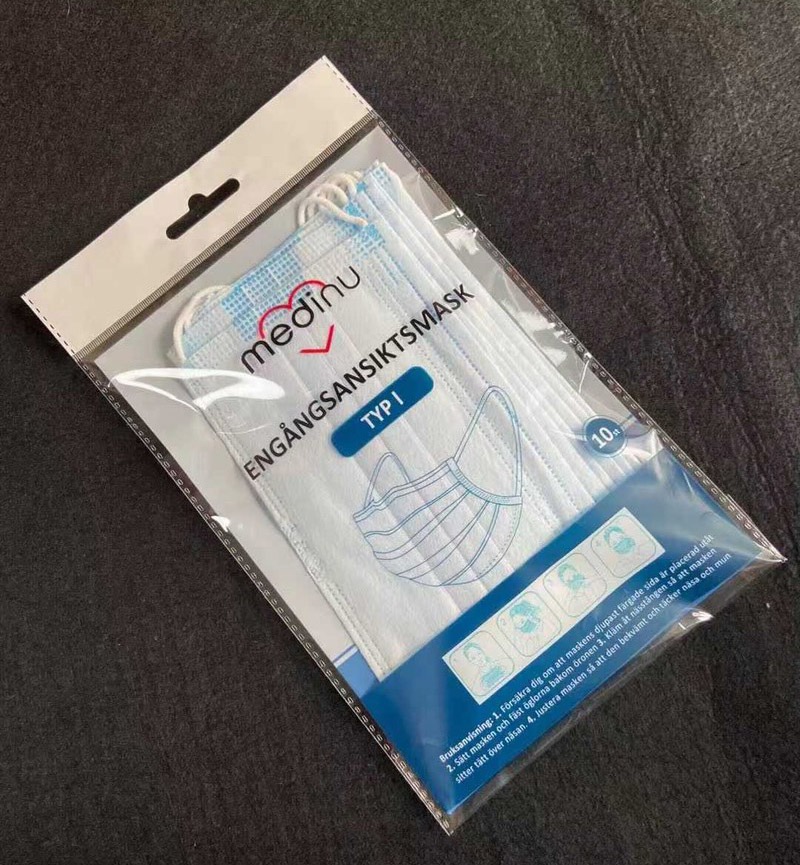 medinu
ENGÅNGSANSIKTSMASK
TYP I
10st
Bruksanvisning: 1. Försäkra dig om att maskens djupast färgade sida är placerad utåt
2. Sätt masken och fäst öglorna bakom öronen 3. Kläm åt nässtången så att masken
sitter tätt över näsan. 4. Justera masken så att den bekvämt och täcker näsa och mun